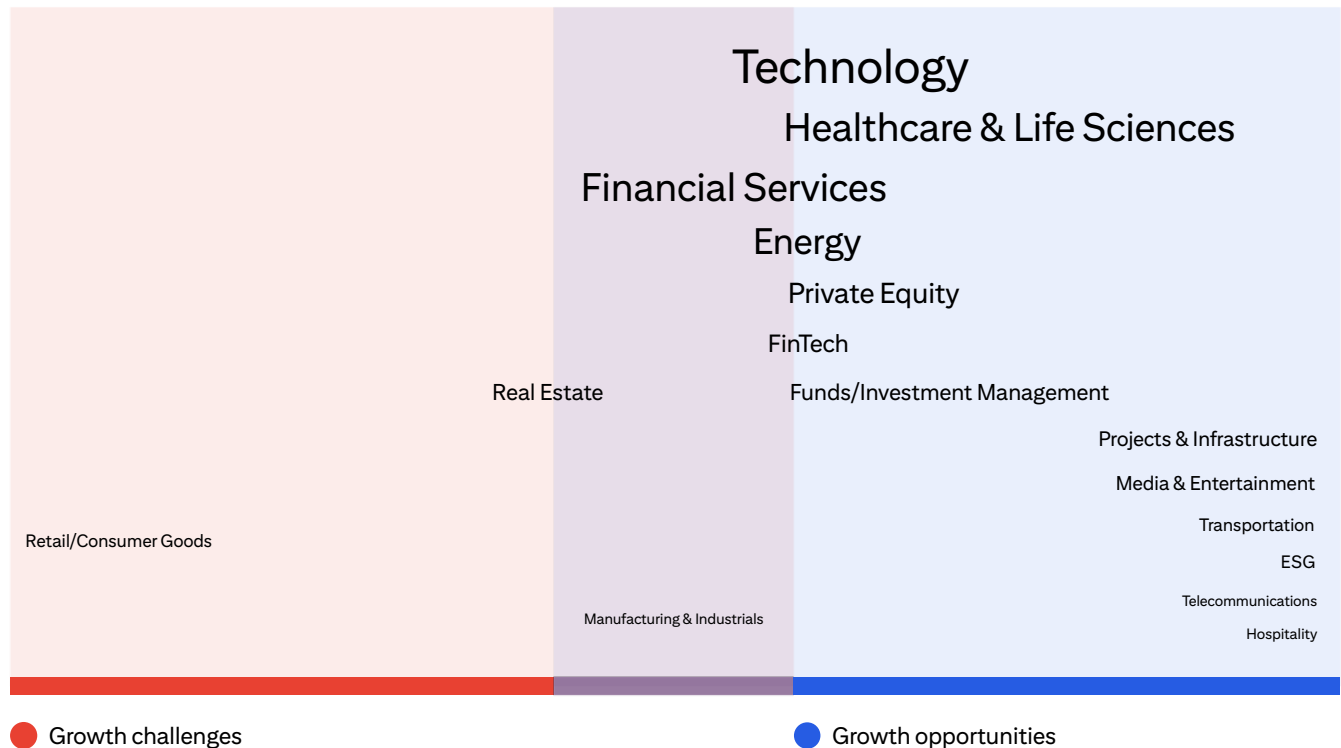 Technology
Healthcare & Life Sciences
Financial Services
Energy
Private Equity
FinTech
Real Estate
Funds/Investment Management
Projects & Infrastructure
Media & Entertainment
Transportation
Retail/Consumer Goods
ESG
Telecommunications
Manufacturing & Industrials
Hospitality
Growth challenges
Growth opportunities